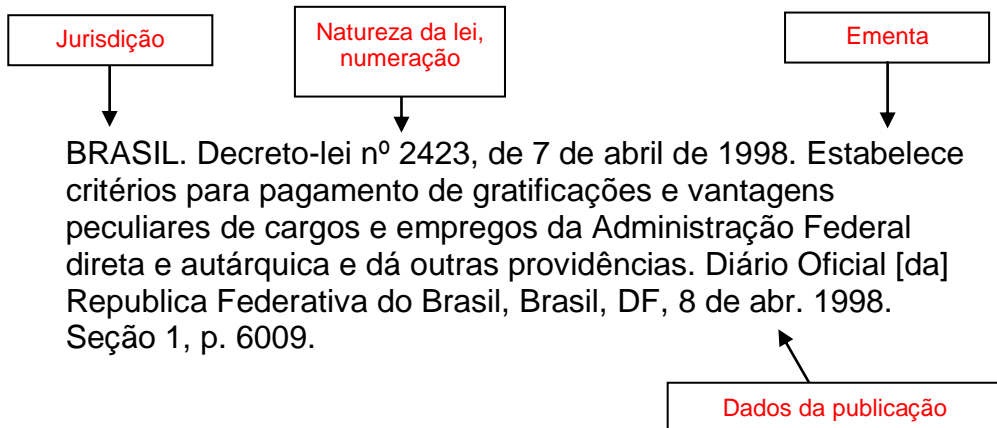 Jurisdição
Natureza da lei,
numeração
Ementa
BRASIL. Decreto-lei nº 2423, de 7 de abril de 1998. Estabelece
critérios para pagamento de gratificações e vantagens
peculiares de cargos e empregos da Administração Federal
direta e autárquica e dá outras providências. Diário Oficial [da]
Republica Federativa do Brasil, Brasil, DF, 8 de abr. 1998.
Seção 1, p. 6009.
Dados da publicação